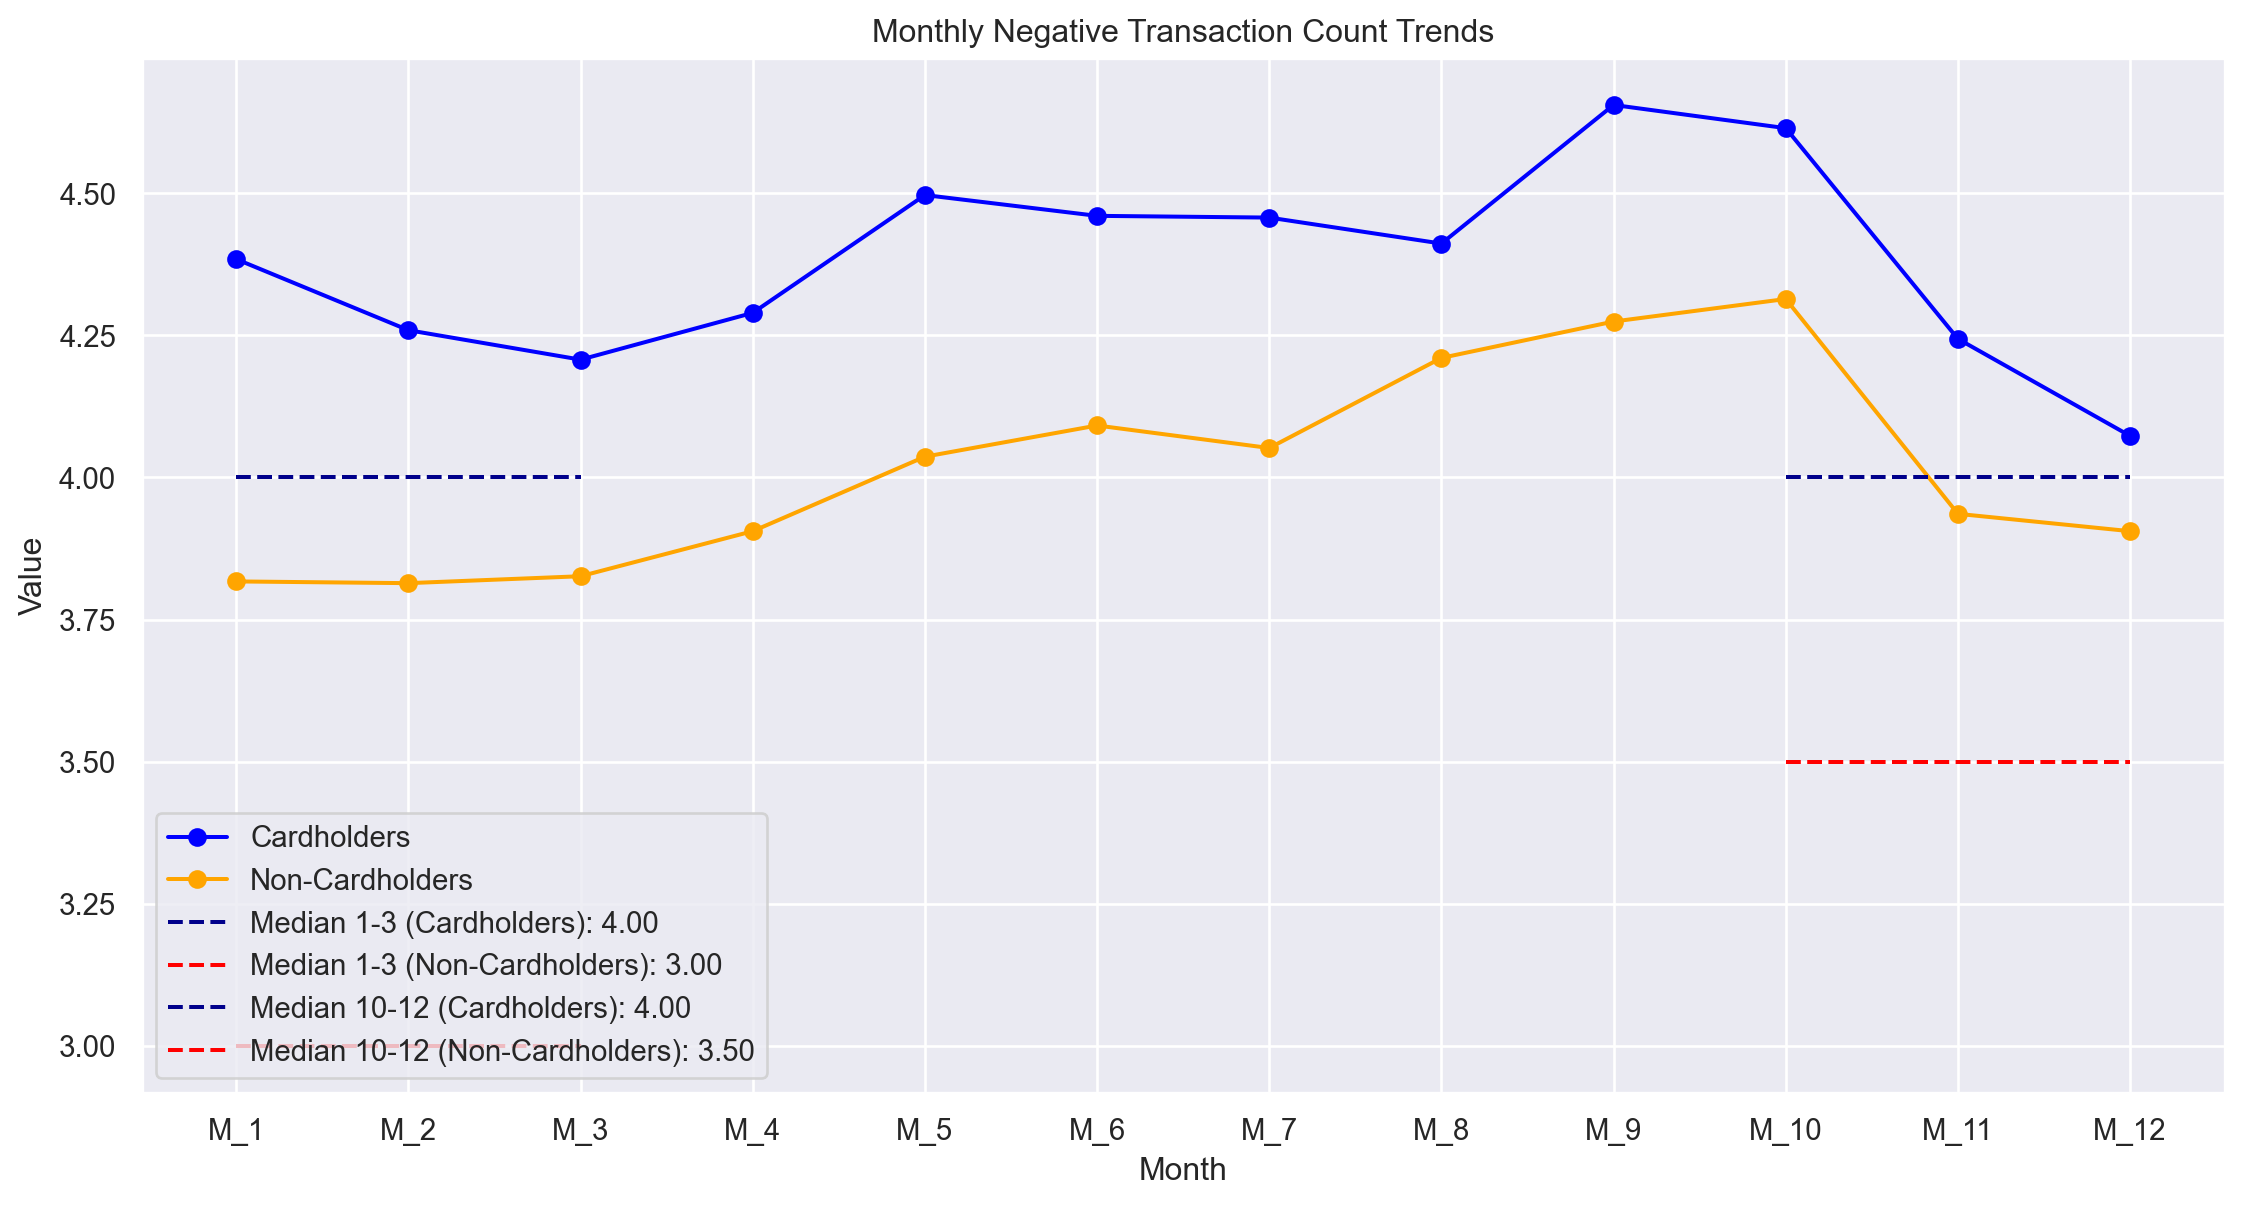 Monthly Negative Transaction Count Trends
Value
4.50
4.25
4.00
3.75
3.50
3.25
3.00
Cardholders
Non-Cardholders
Median 1-3 (Cardholders): 4.00
Median 1-3 (Non-Cardholders): 3.00
Median 10-12 (Cardholders): 4.00
Median 10-12 (Non-Cardholders): 3.50
M_1 M_2 M_3 M_4 M_5 M_6 M_7 M_8 M_9 M_10 M_11 M_12
Month